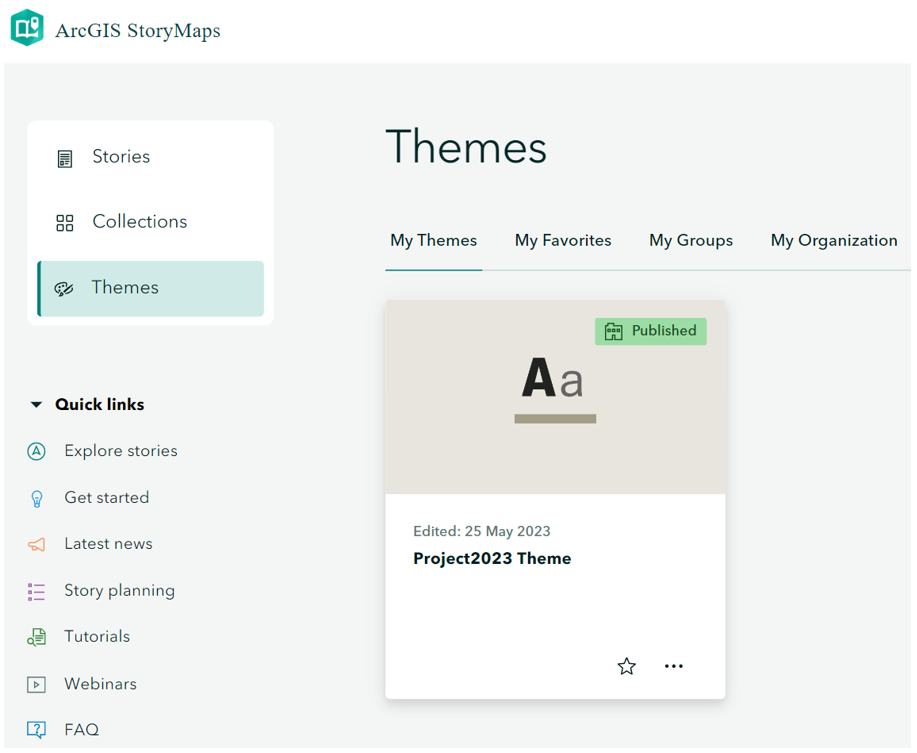 ArcGIS StoryMaps
Stories
Collections
Themes
Quick links
Explore stories
Get started
Latest news
Story planning
Tutorials
Webinars
FAQ
Themes
My Themes My Favorites My Groups My Organization
Published
Aa
Edited: 25 May 2023
Project2023 Theme